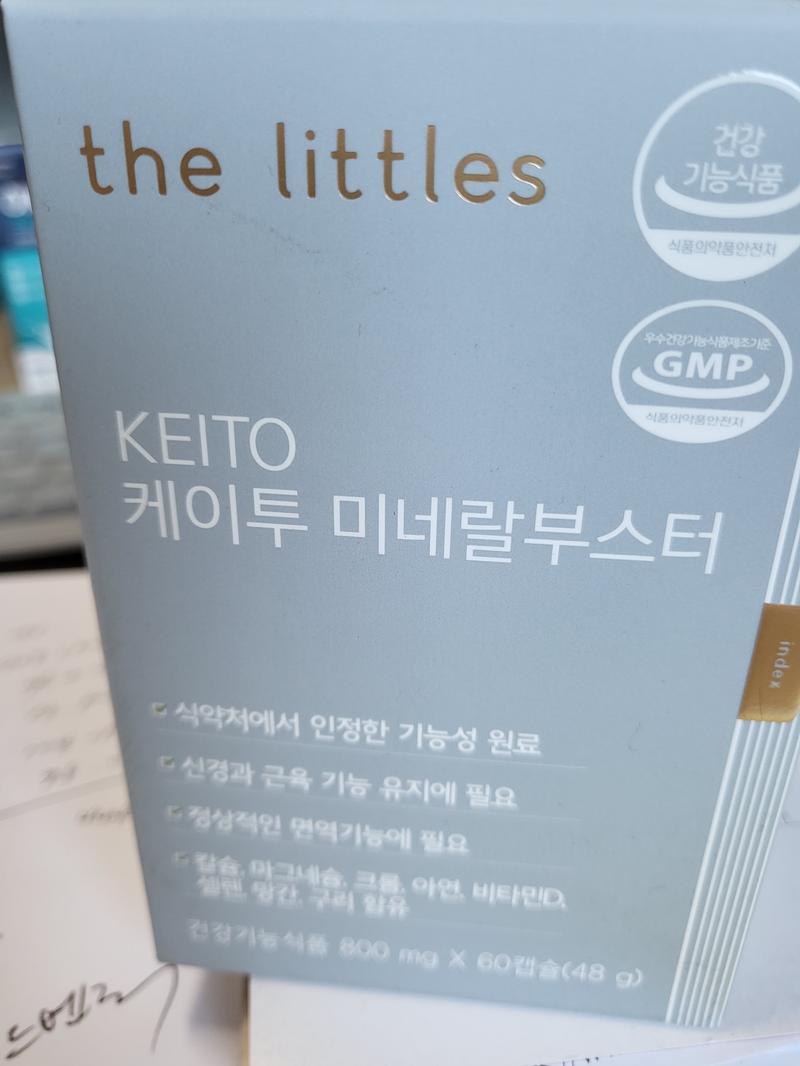 the littles
건강
기능식품
식품의약품안전처
우수건강기능식품제조기준
GMP
식품의약품안전처
KEITO
케이투 미네랄부스터
index
식약처에서 인정한 기능성 원료
신경과 근육 기능 유지에 필요
정상적인 면역기능에 필요
칼슘, 마그네슘, 크롬, 아연, 비타민D,
셀렌, 망간, 구리 함유
건강기능식품 800 mg X 60캡슐(48 g)